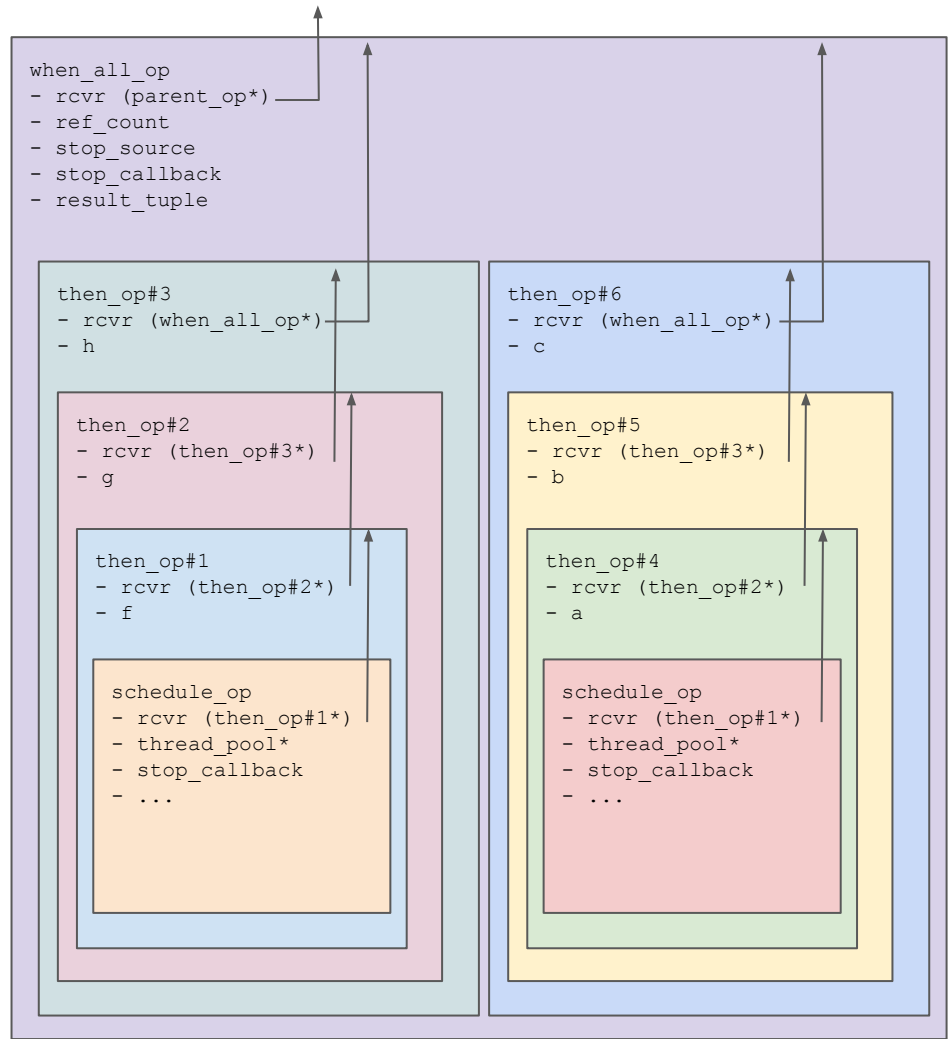 when_all_op
- rcvr (parent_op*)
- ref_count
- stop_source
- stop_callback
- result_tuple
then_op#3
- rcvr (when_all_op*)
- h
then_op#2
- rcvr (then_op#3*)
- g
then_op#1
- rcvr (then_op#2*)
- f
schedule_op
- rcvr (then_op#1*)
- thread_pool*
- stop_callback
- ...
then_op#6
- rcvr (when_all_op*)
- c
then_op#5
- rcvr (then_op#3*)
- b
then_op#4
- rcvr (then_op#2*)
- a
schedule_op
- rcvr (then_op#1*)
- thread_pool*
- stop_callback
- ...